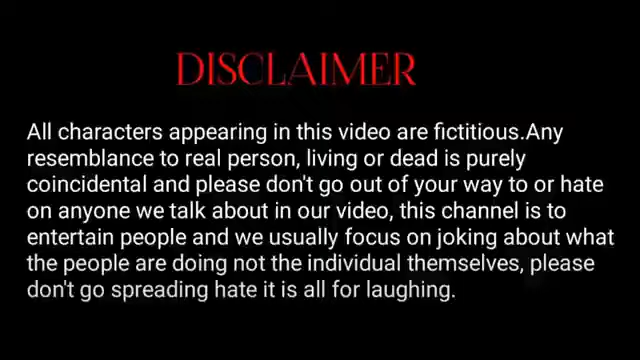 DISCLAIMER
All characters appearing in this video are fictitious.Any
resemblance to real person, living or dead is purely
coincidental and please don't go out of your way to or hate
on anyone we talk about in our video, this channel is to
entertain people and we usually focus on joking about what
the people are doing not the individual themselves, please
don't go spreading hate it is all for laughing.